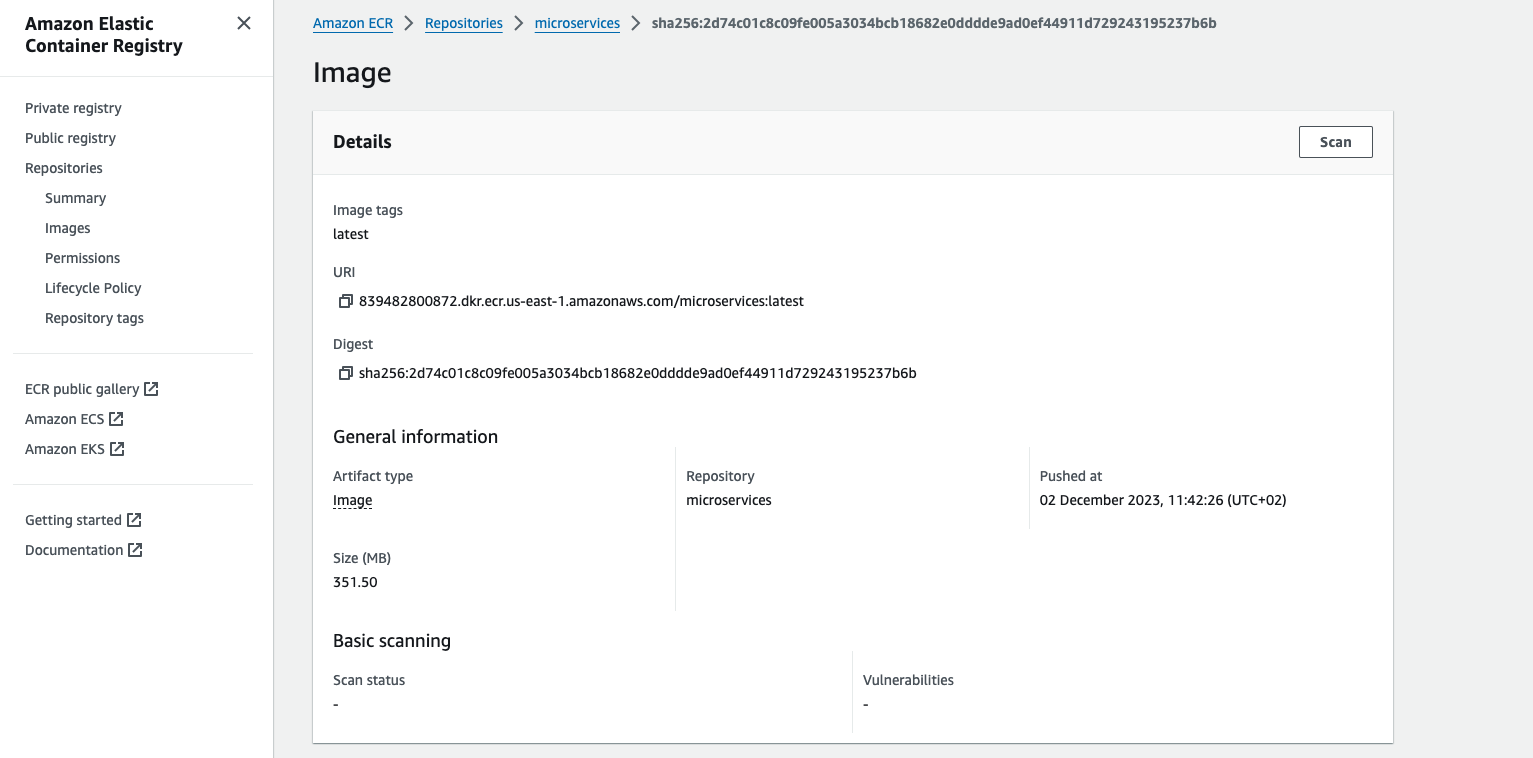 Amazon Elastic
Container Registry
Private registry
Public registry
Repositories
Summary
Images
Permissions
Lifecycle Policy
Repository tags
ECR public gallery
Amazon ECS
Amazon EKS
Getting started
Documentation
Amazon ECR > Repositories > microservices > sha256:2d74c01c8c09fe005a3034bcb18682e0dddde9ad0ef44911d729243195237b6b
Image
Details
Scan
Image tags
latest
URI
839482800872.dkr.ecr.us-east-1.amazonaws.com/microservices:latest
Digest
sha256:2d74c01c8c09fe005a3034bcb18682e0dddde9ad0ef44911d729243195237b6b
General information
Artifact type
Image
Repository
microservices
Pushed at
02 December 2023, 11:42:26 (UTC+02)
Size (MB)
351.50
Basic scanning
Scan status
-
Vulnerabilities
-